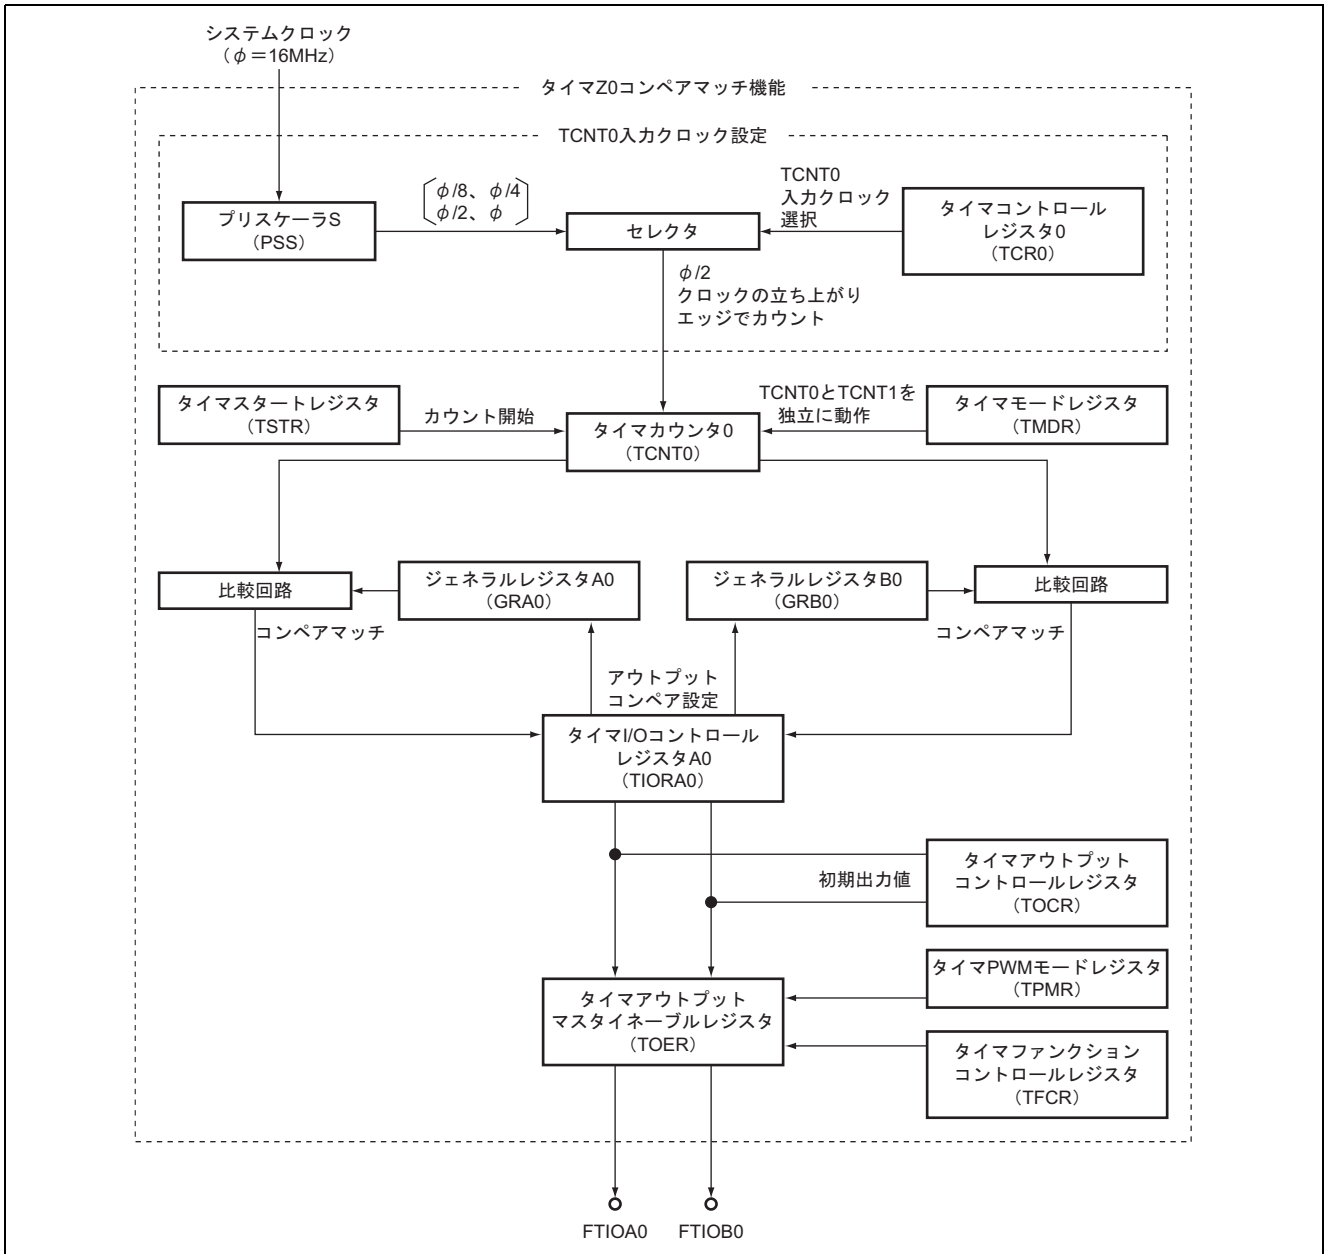 システムクロック
（φ＝16MHz）
タイマZ0コンペアマッチ機能
TCNT0入力クロック設定
プリスケーラS
（PSS）
φ/8、φ/4
φ/2、φ
セレクタ
TCNT0
入力クロック
選択
タイマコントロール
レジスタ0
（TCR0）
φ/2
クロックの立ち上がり
エッジでカウント
タイマスタートレジスタ
（TSTR）
カウント開始
タイマカウンタ0
（TCNT0）
TCNT0とTCNT1を
独立に動作
タイマモードレジスタ
（TMDR）
比較回路
ジェネラルレジスタA0
（GRA0）
ジェネラルレジスタB0
（GRB0）
比較回路
コンペアマッチ
コンペアマッチ
アウトプット
コンペア設定
タイマI/Oコントロール
レジスタA0
（TIORA0）
初期出力値
タイマアウトプット
コントロールレジスタ
（TOCR）
タイマアウトプット
マスタイネーブルレジスタ
（TOER）
タイマPWMモードレジスタ
（TPMR）
タイマファンクション
コントロールレジスタ
（TFCR）
FTIOA0 FTIOB0